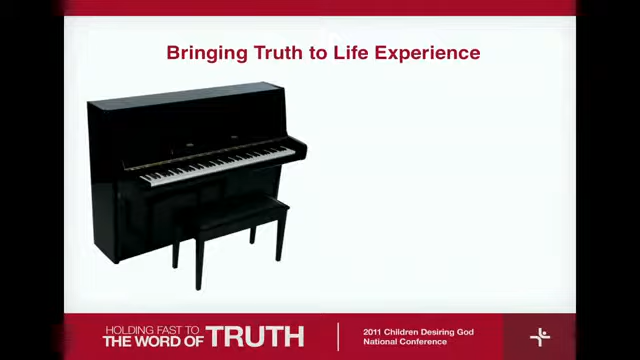 Bringing Truth to Life Experience
HOLDING FAST TO
THE WORD OF TRUTH
2011 Children Desiring God
National Conference